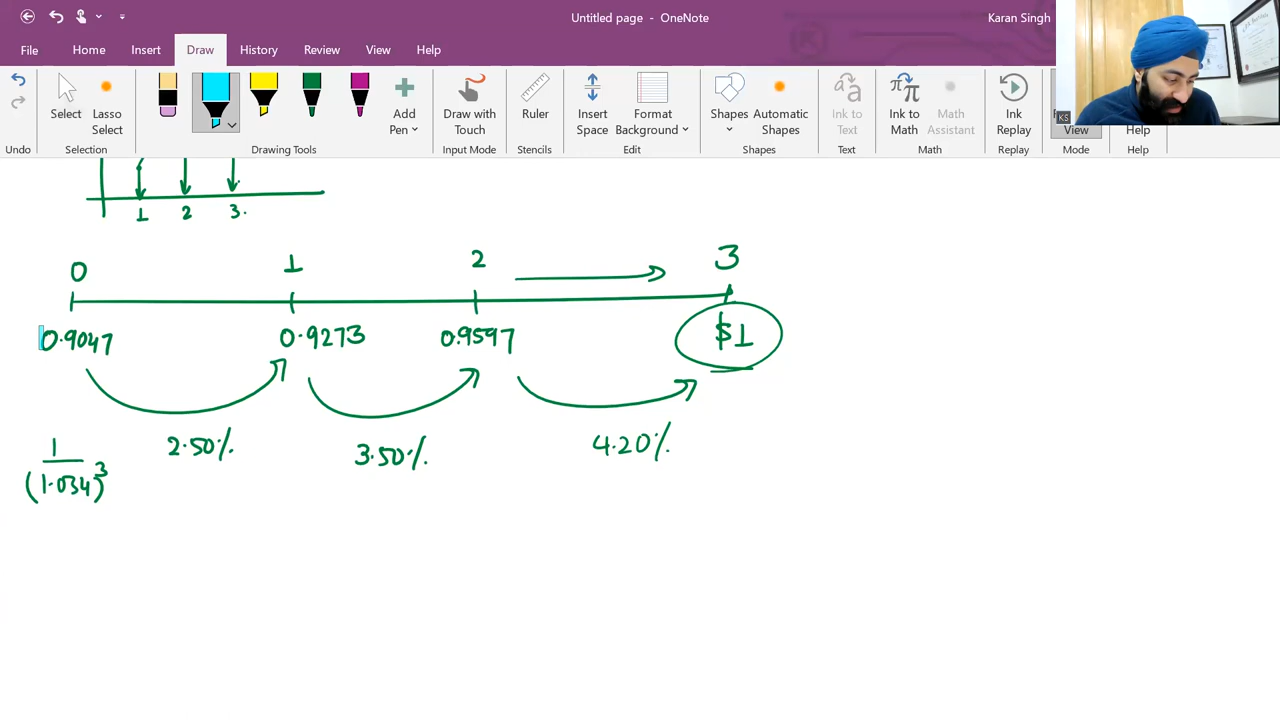 Untitled page - OneNote
Karan Singh
File Home Insert Draw History Review View Help
Undo
Select
Lasso Select
Selection
Add Pen
Drawing Tools
Draw with Touch
Input Mode
Ruler
Stencils
Insert Space
Format Background
Edit
Shapes
Automatic Shapes
Shapes
Ink to Text
Text
Ink to Math
Math Assistant
Math
Ink Replay
Replay
View
Mode
Help
Help
KS
1 2 3.
0 1 2 3
0.9047 0.9273 0.9597 $1
2.50% 3.50% 4.20%
1
(1.034)^3